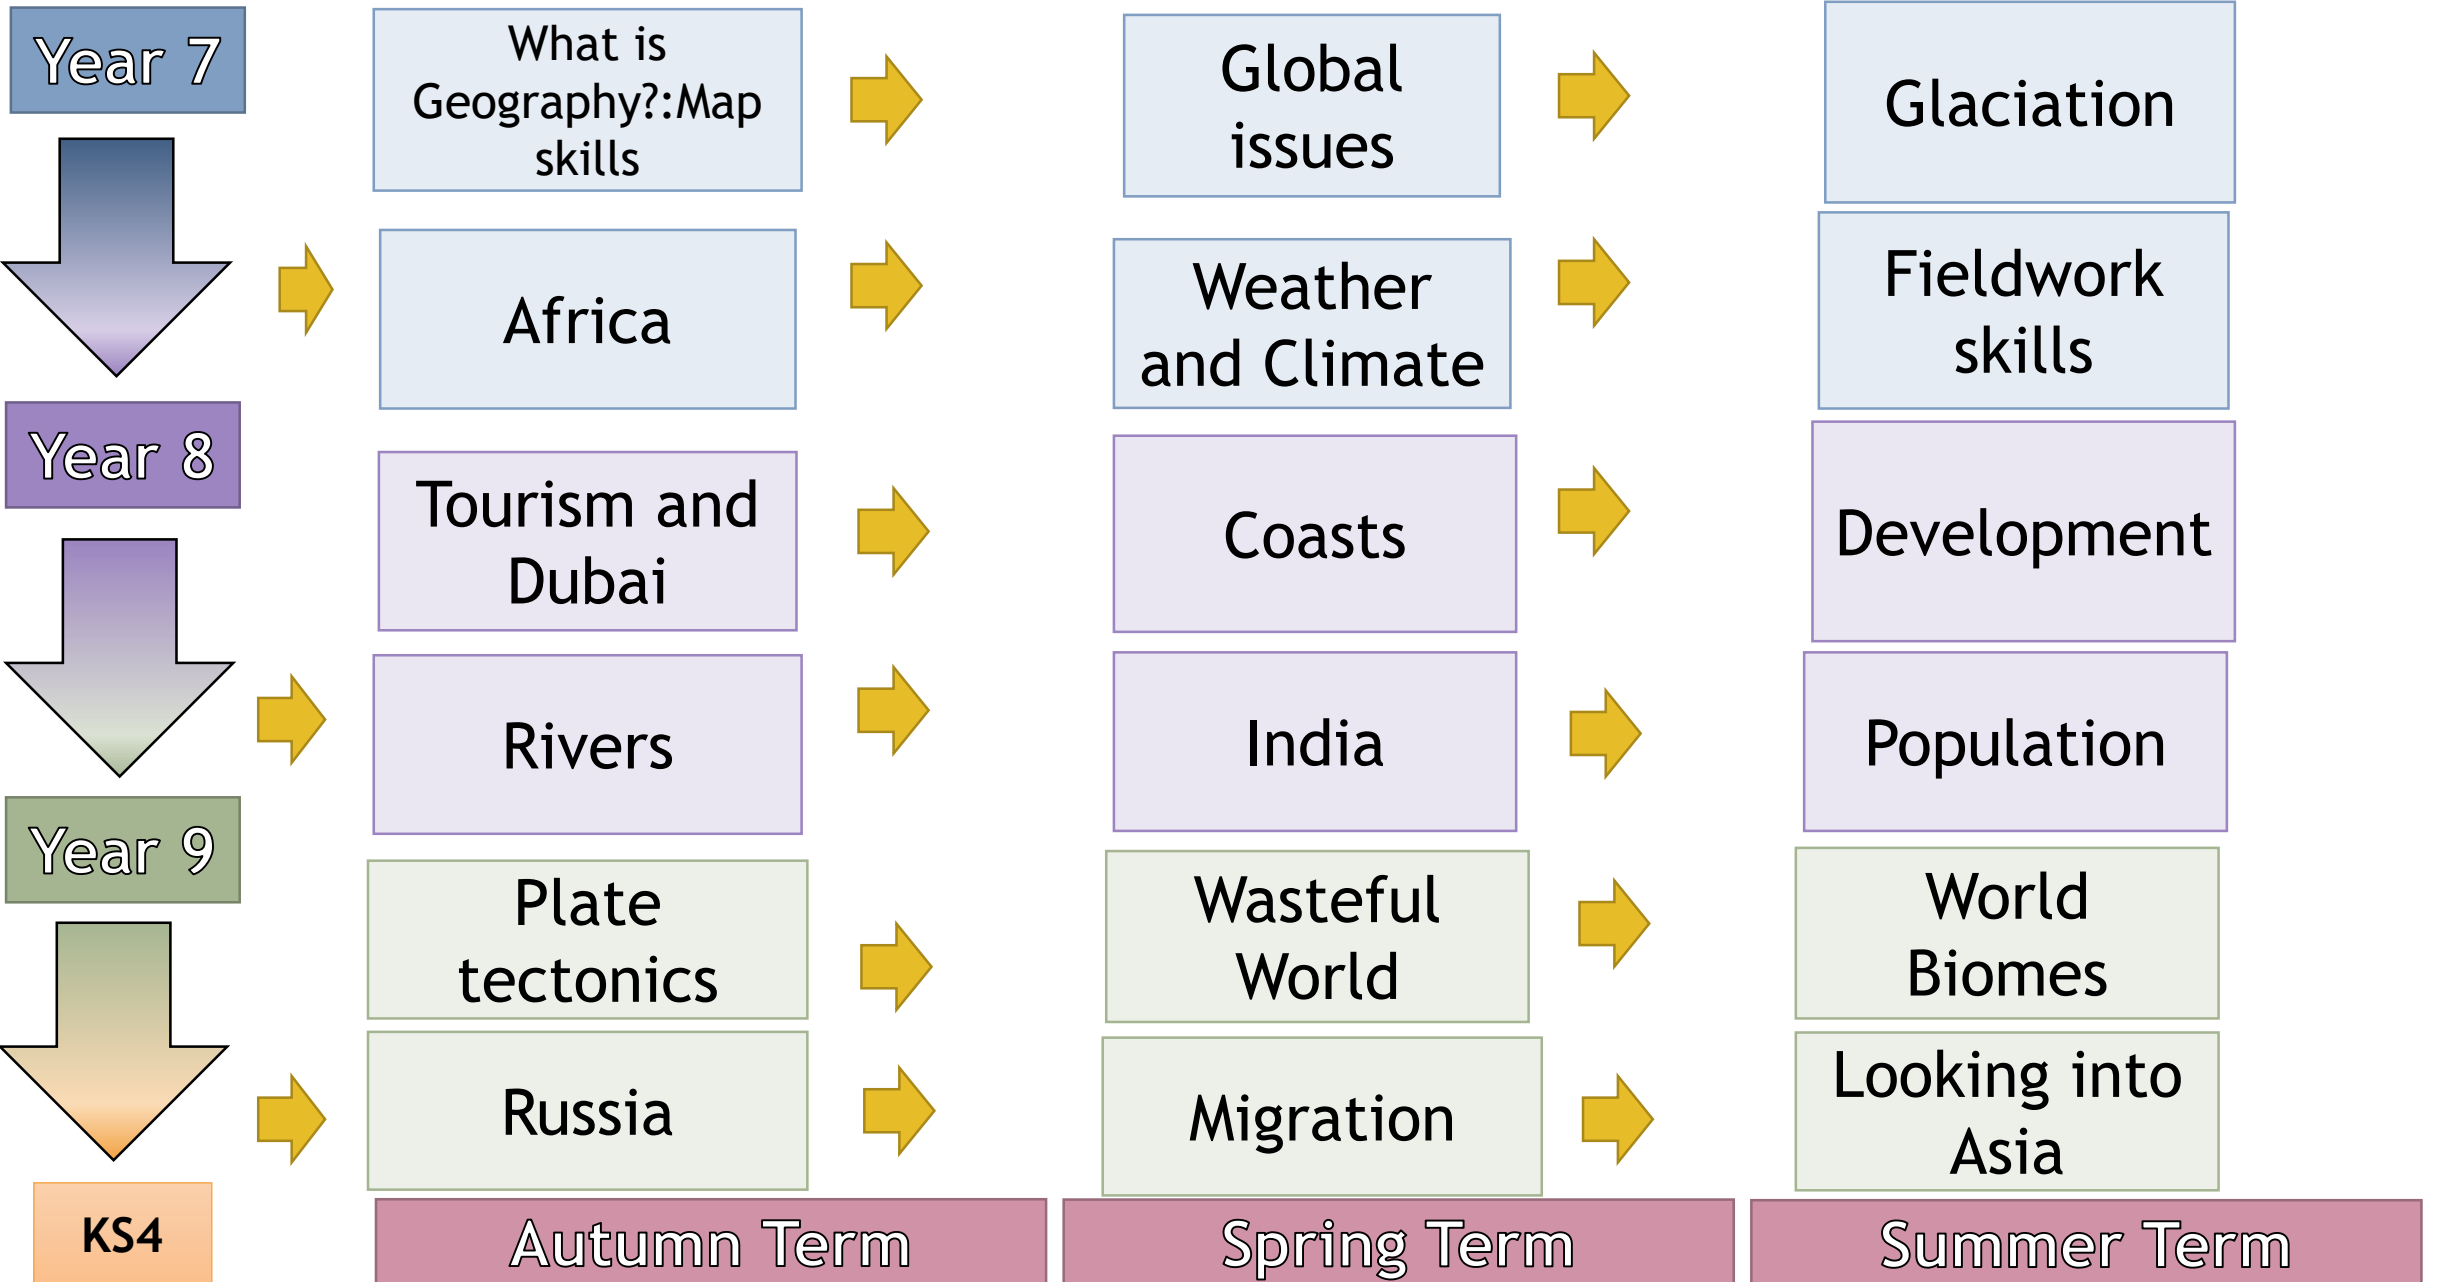 Year 7
What is
Geography?:Map
skills
Global
issues
Glaciation
Africa
Weather
and Climate
Fieldwork
skills
Year 8
Tourism and
Dubai
Coasts
Development
Rivers
India
Population
Year 9
Plate
tectonics
Wasteful
World
World
Biomes
Russia
Migration
Looking into
Asia
KS4
Autumn Term
Spring Term
Summer Term